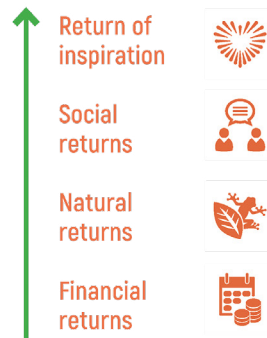 Return of
inspiration
Social
returns
Natural
returns
Financial
returns